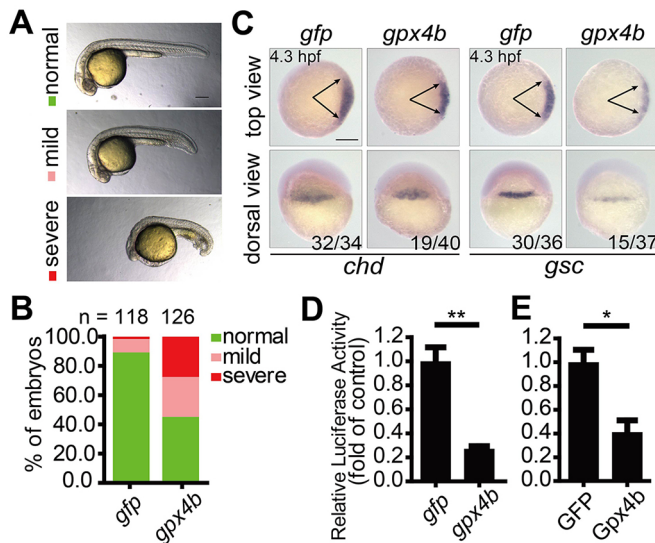 A
normal
mild
severe
B
n = 118 126
% of embryos
100.0
80.0
60.0
40.0
20.0
0.0
gfp
gpx4b
normal
mild
severe
C
gfp gpx4b gfp gpx4b
top view
4.3 hpf
4.3 hpf
dorsal view
32/34 19/40 30/36 15/37
chd gsc
D
Relative Luciferase Activity
(fold of control)
**
1.2
1.0
0.8
0.6
0.4
0.2
0
gfp
gpx4b
E
*
1.2
1.0
0.8
0.6
0.4
0.2
0
GFP
Gpx4b